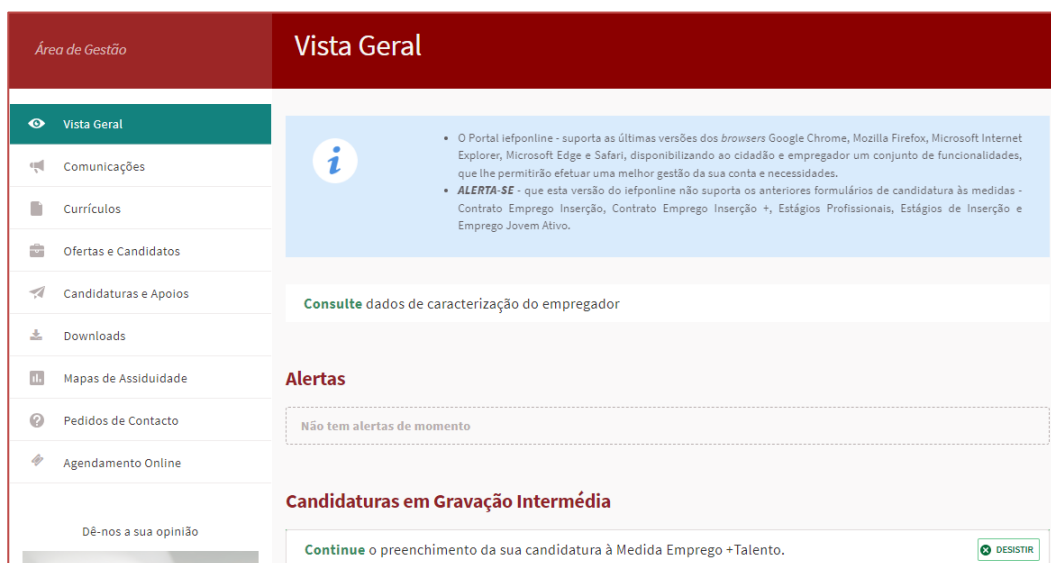 Área de Gestão
Vista Geral
Vista Geral
Comunicações
Currículos
Ofertas e Candidatos
Candidaturas e Apoios
Downloads
Mapas de Assiduidade
Pedidos de Contacto
Agendamento Online
Dê-nos a sua opinião
• O Portal iefponline - suporta as últimas versões dos browsers Google Chrome, Mozilla Firefox, Microsoft Internet
Explorer, Microsoft Edge e Safari, disponibilizando ao cidadão e empregador um conjunto de funcionalidades,
que lhe permitirão efetuar uma melhor gestão da sua conta e necessidades.
• ALERTA-SE - que esta versão do iefponline não suporta os anteriores formulários de candidatura às medidas -
Contrato Emprego Inserção, Contrato Emprego Inserção +, Estágios Profissionais, Estágios de Inserção e
Emprego Jovem Ativo.
Consulte dados de caracterização do empregador
Alertas
Não tem alertas de momento
Candidaturas em Gravação Intermédia
Continue o preenchimento da sua candidatura à Medida Emprego +Talento.
DESISTIR